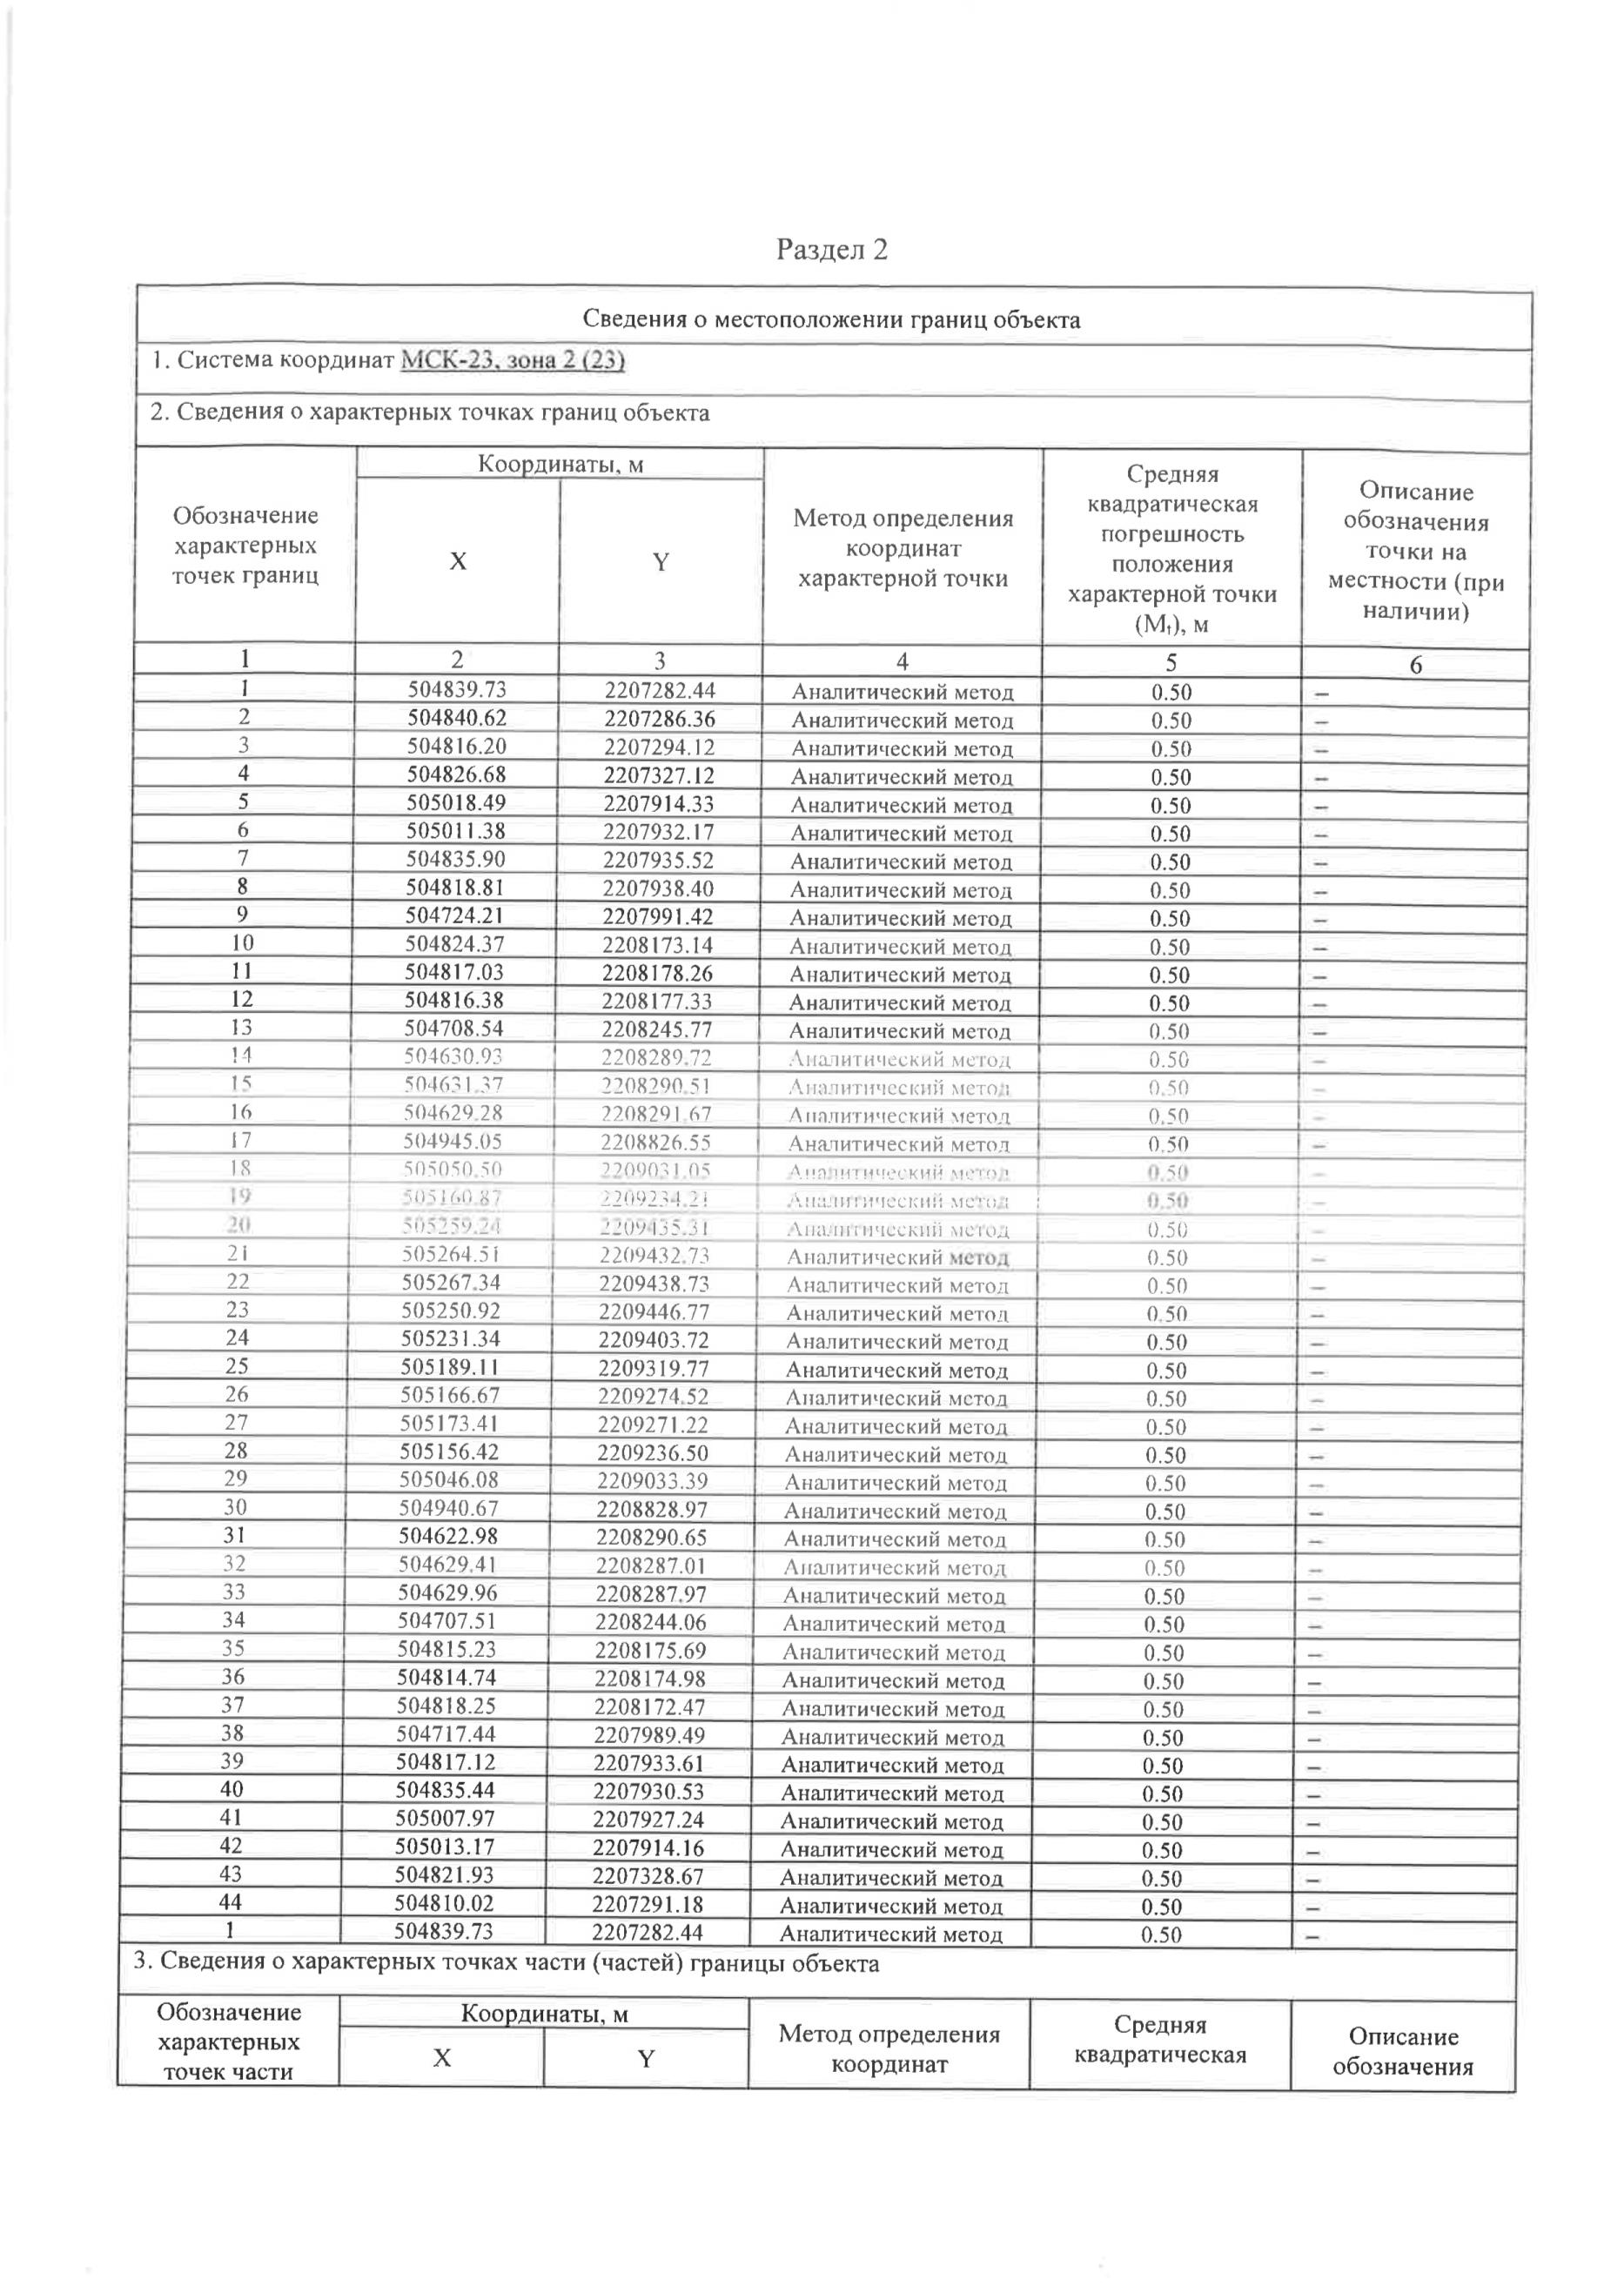 Раздел 2
Сведения о местоположении границ объекта
1. Система координат МСК-23, зона 2 (23)
2. Сведения о характерных точках границ объекта
Обозначение характерных точек границ | Координаты, м | Метод определения координат характерной точки | Средняя квадратическая погрешность положения характерной точки (Mt), м | Описание обозначения точки на местности (при наличии)
X | Y
1 | 2 | 3 | 4 | 5 | 6
1 | 504839.73 | 2207282.44 | Аналитический метод | 0.50 | –
2 | 504840.62 | 2207286.36 | Аналитический метод | 0.50 | –
3 | 504816.20 | 2207294.12 | Аналитический метод | 0.50 | –
4 | 504826.68 | 2207327.12 | Аналитический метод | 0.50 | –
5 | 505018.49 | 2207914.33 | Аналитический метод | 0.50 | –
6 | 505011.38 | 2207932.17 | Аналитический метод | 0.50 | –
7 | 504835.90 | 2207935.52 | Аналитический метод | 0.50 | –
8 | 504818.81 | 2207938.40 | Аналитический метод | 0.50 | –
9 | 504724.21 | 2207991.42 | Аналитический метод | 0.50 | –
10 | 504824.37 | 2208173.14 | Аналитический метод | 0.50 | –
11 | 504817.03 | 2208178.26 | Аналитический метод | 0.50 | –
12 | 504816.38 | 2208177.33 | Аналитический метод | 0.50 | –
13 | 504708.54 | 2208245.77 | Аналитический метод | 0.50 | –
14 | 504630.93 | 2208289.72 | Аналитический метод | 0.50 | –
15 | 504631.37 | 2208290.51 | Аналитический метод | 0.50 | –
16 | 504629.28 | 2208291.67 | Аналитический метод | 0.50 | –
17 | 504945.05 | 2208826.55 | Аналитический метод | 0.50 | –
18 | 505050.50 | 2209031.05 | Аналитический метод | 0.50 | –
19 | 505160.87 | 2209234.21 | Аналитический метод | 0.50 | –
20 | 505259.24 | 2209435.31 | Аналитический метод | 0.50 | –
21 | 505264.51 | 2209432.73 | Аналитический метод | 0.50 | –
22 | 505267.34 | 2209438.73 | Аналитический метод | 0.50 | –
23 | 505250.92 | 2209446.77 | Аналитический метод | 0.50 | –
24 | 505231.34 | 2209403.72 | Аналитический метод | 0.50 | –
25 | 505189.11 | 2209319.77 | Аналитический метод | 0.50 | –
26 | 505166.67 | 2209274.52 | Аналитический метод | 0.50 | –
27 | 505173.41 | 2209271.22 | Аналитический метод | 0.50 | –
28 | 505156.42 | 2209236.50 | Аналитический метод | 0.50 | –
29 | 505046.08 | 2209033.39 | Аналитический метод | 0.50 | –
30 | 504940.67 | 2208828.97 | Аналитический метод | 0.50 | –
31 | 504622.98 | 2208290.65 | Аналитический метод | 0.50 | –
32 | 504629.41 | 2208287.01 | Аналитический метод | 0.50 | –
33 | 504629.96 | 2208287.97 | Аналитический метод | 0.50 | –
34 | 504707.51 | 2208244.06 | Аналитический метод | 0.50 | –
35 | 504815.23 | 2208175.69 | Аналитический метод | 0.50 | –
36 | 504814.74 | 2208174.98 | Аналитический метод | 0.50 | –
37 | 504818.25 | 2208172.47 | Аналитический метод | 0.50 | –
38 | 504717.44 | 2207989.49 | Аналитический метод | 0.50 | –
39 | 504817.12 | 2207933.61 | Аналитический метод | 0.50 | –
40 | 504835.44 | 2207930.53 | Аналитический метод | 0.50 | –
41 | 505007.97 | 2207927.24 | Аналитический метод | 0.50 | –
42 | 505013.17 | 2207914.16 | Аналитический метод | 0.50 | –
43 | 504821.93 | 2207328.67 | Аналитический метод | 0.50 | –
44 | 504810.02 | 2207291.18 | Аналитический метод | 0.50 | –
1 | 504839.73 | 2207282.44 | Аналитический метод | 0.50 | –
3. Сведения о характерных точках части (частей) границы объекта
Обозначение характерных точек части | Координаты, м | Метод определения координат | Средняя квадратическая | Описание обозначения
X | Y